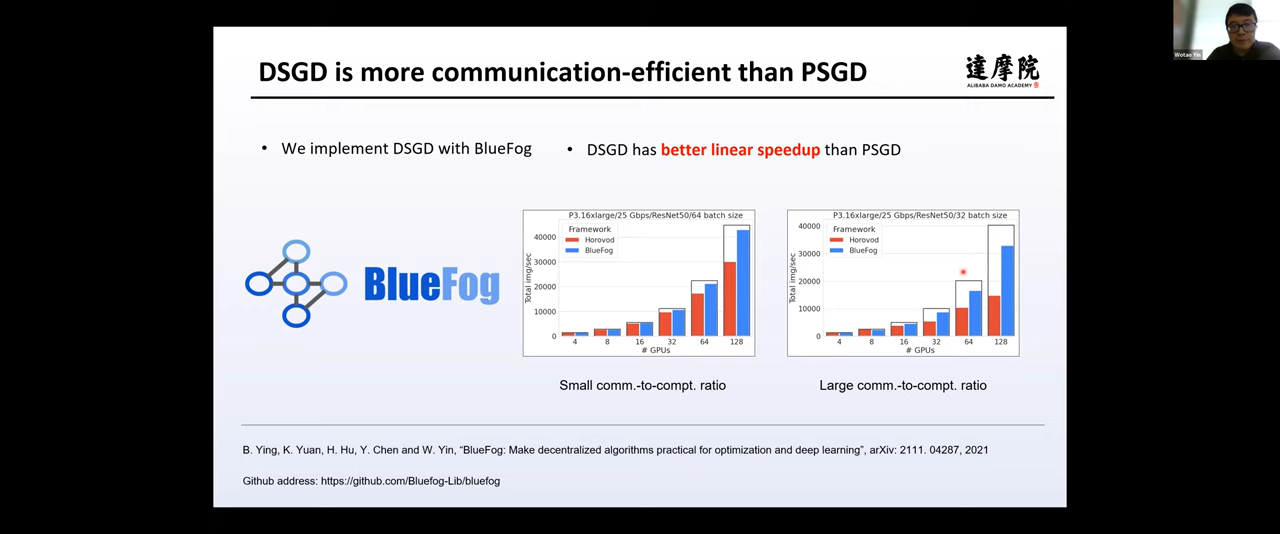 DSGD is more communication-efficient than PSGD
達摩院
ALIBABA DAMO ACADEMY
Wotao Yin
• We implement DSGD with BlueFog
• DSGD has better linear speedup than PSGD
BlueFog
P3.16xlarge/25 Gbps/ResNet50/64 batch size
Framework
Horovod
BlueFog
Total img/sec
40000
30000
20000
10000
0
4 8 16 32 64 128
# GPUs
Small comm.-to-compt. ratio
P3.16xlarge/25 Gbps/ResNet50/32 batch size
Framework
Horovod
BlueFog
Total img/sec
40000
30000
20000
10000
0
4 8 16 32 64 128
# GPUs
Large comm.-to-compt. ratio
B. Ying, K. Yuan, H. Hu, Y. Chen and W. Yin, “BlueFog: Make decentralized algorithms practical for optimization and deep learning”, arXiv: 2111. 04287, 2021
Github address: https://github.com/Bluefog-Lib/bluefog